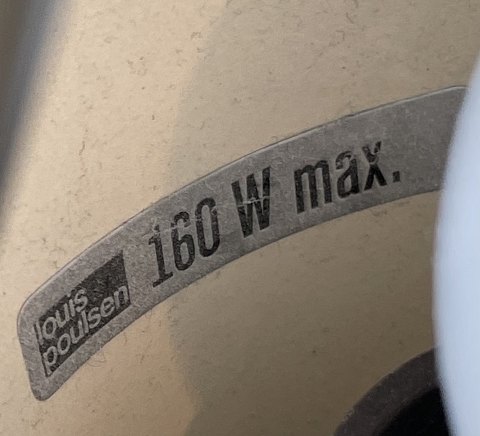 louis
poulsen
160 W max.